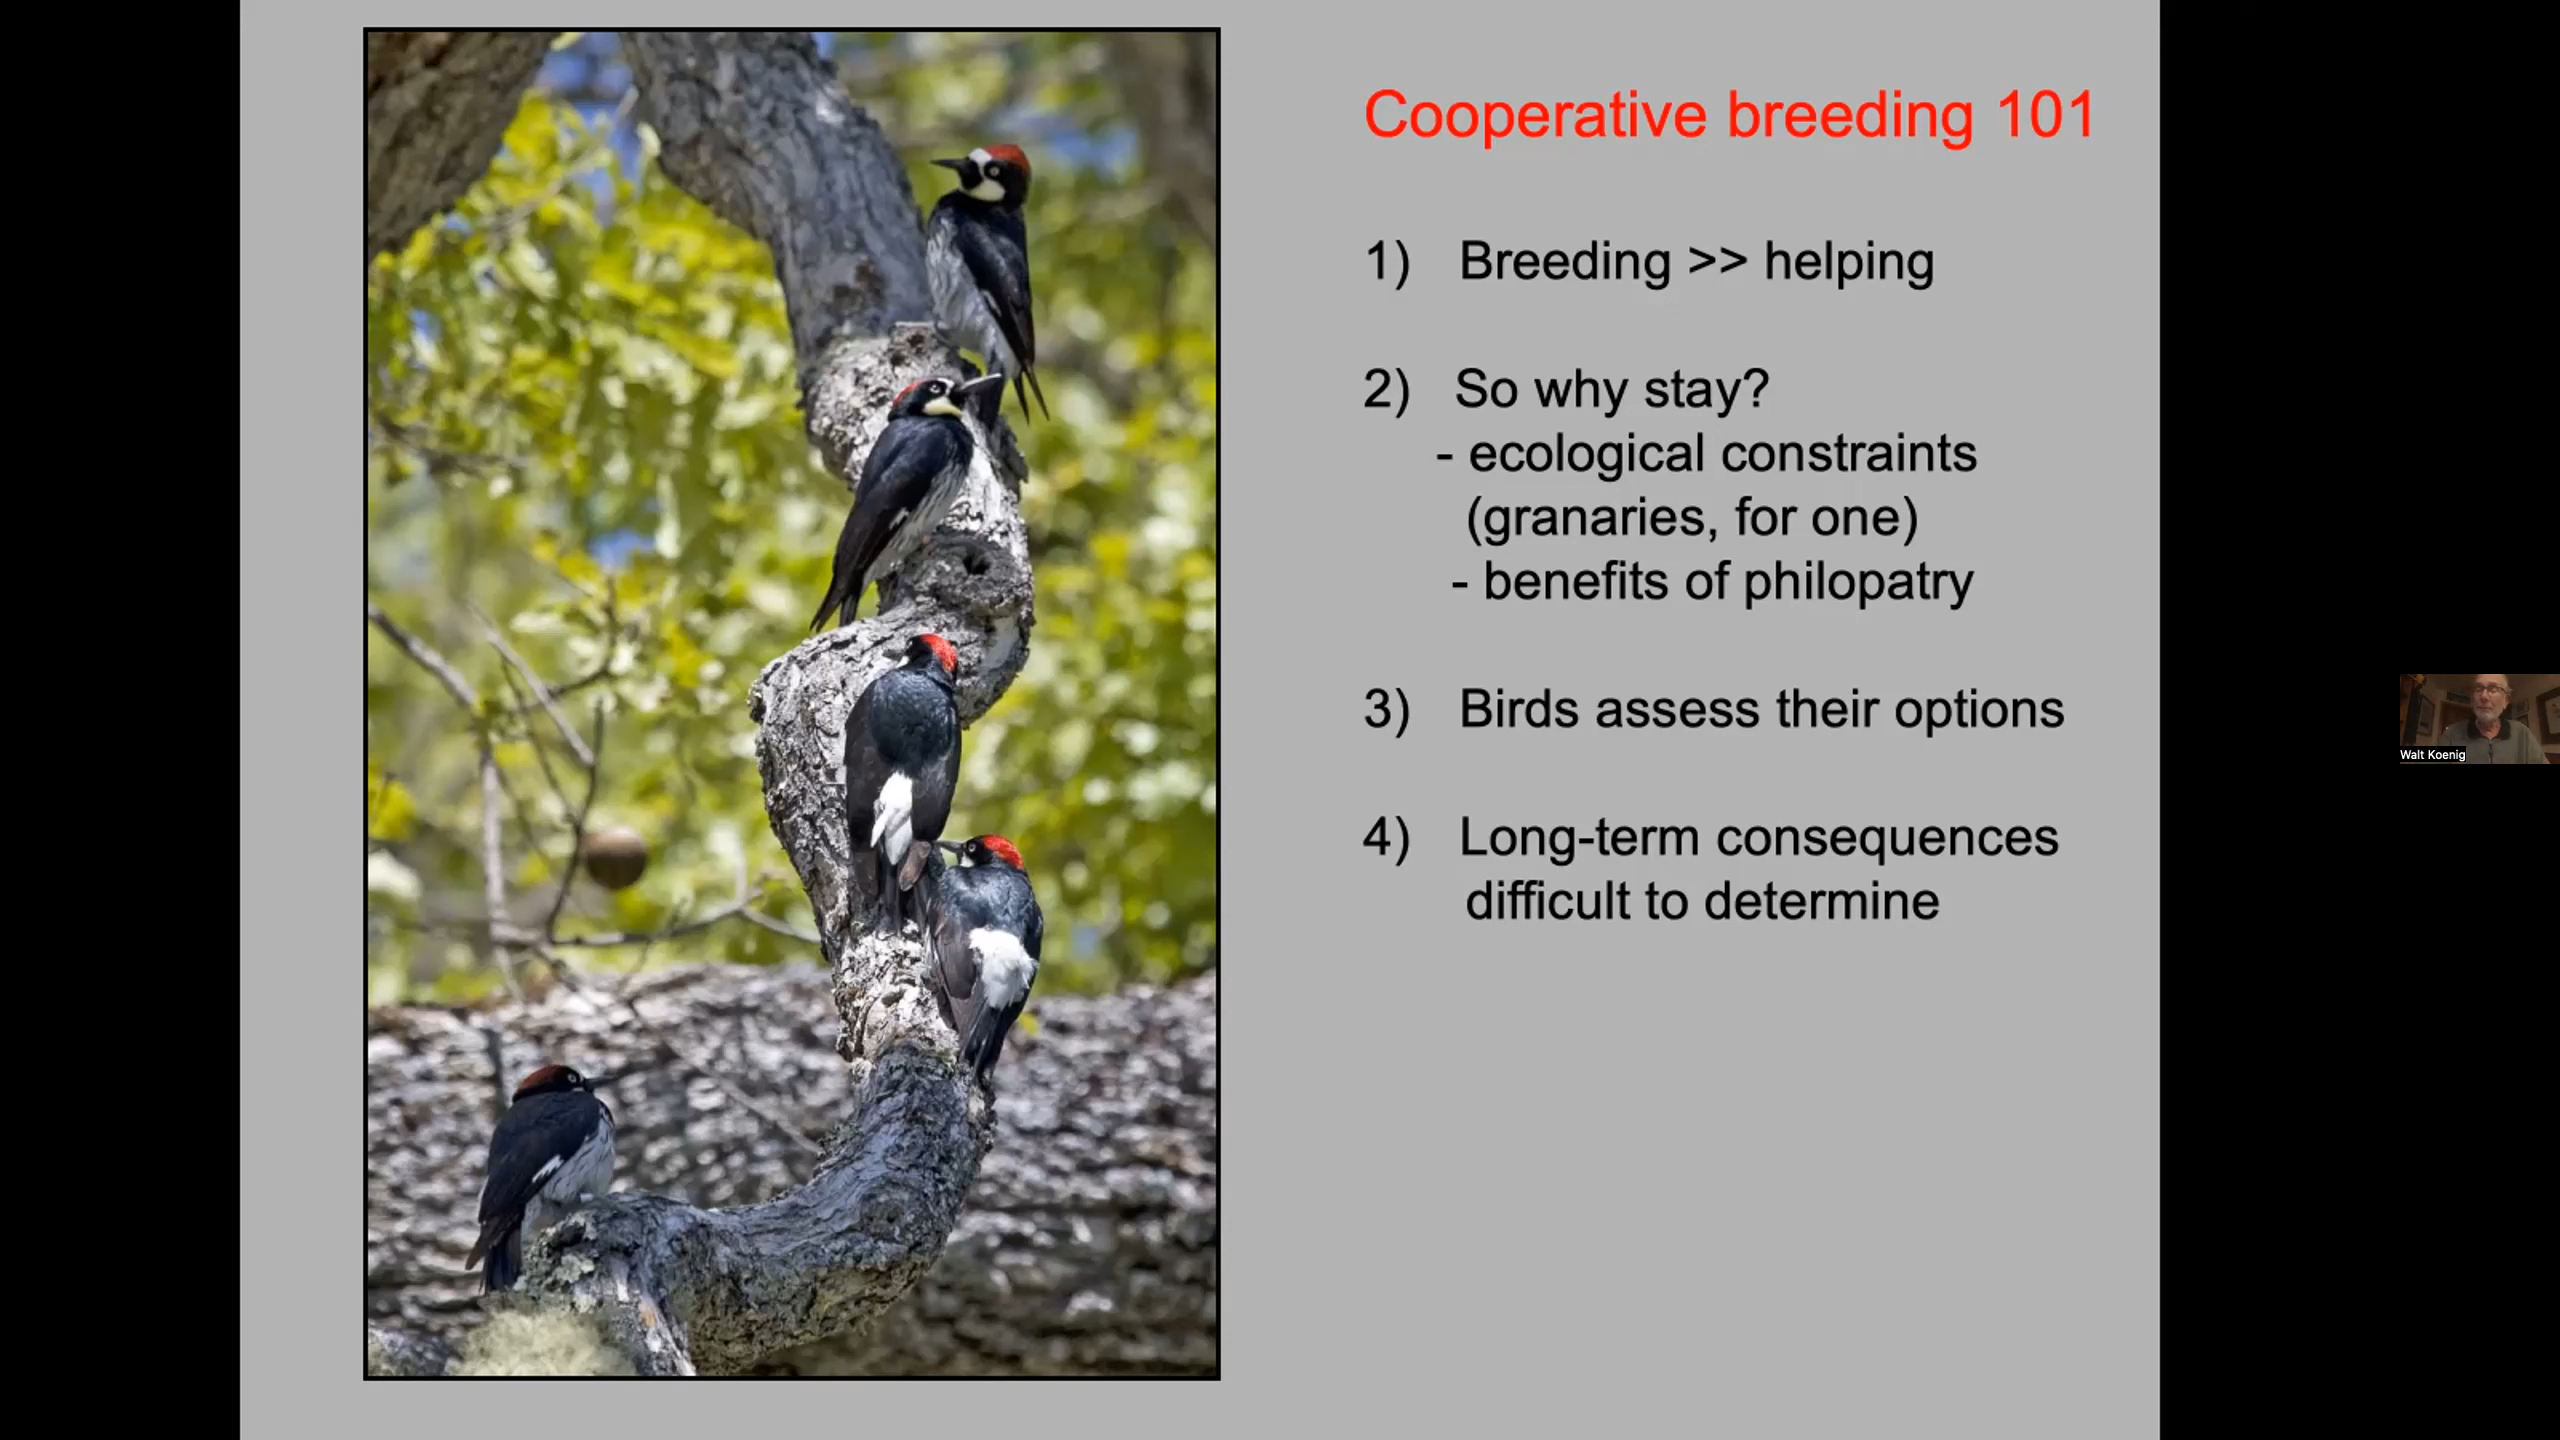 Cooperative breeding 101
1) Breeding >> helping
2) So why stay?
- ecological constraints
(granaries, for one)
- benefits of philopatry
3) Birds assess their options
4) Long-term consequences
difficult to determine
Walt Koenig